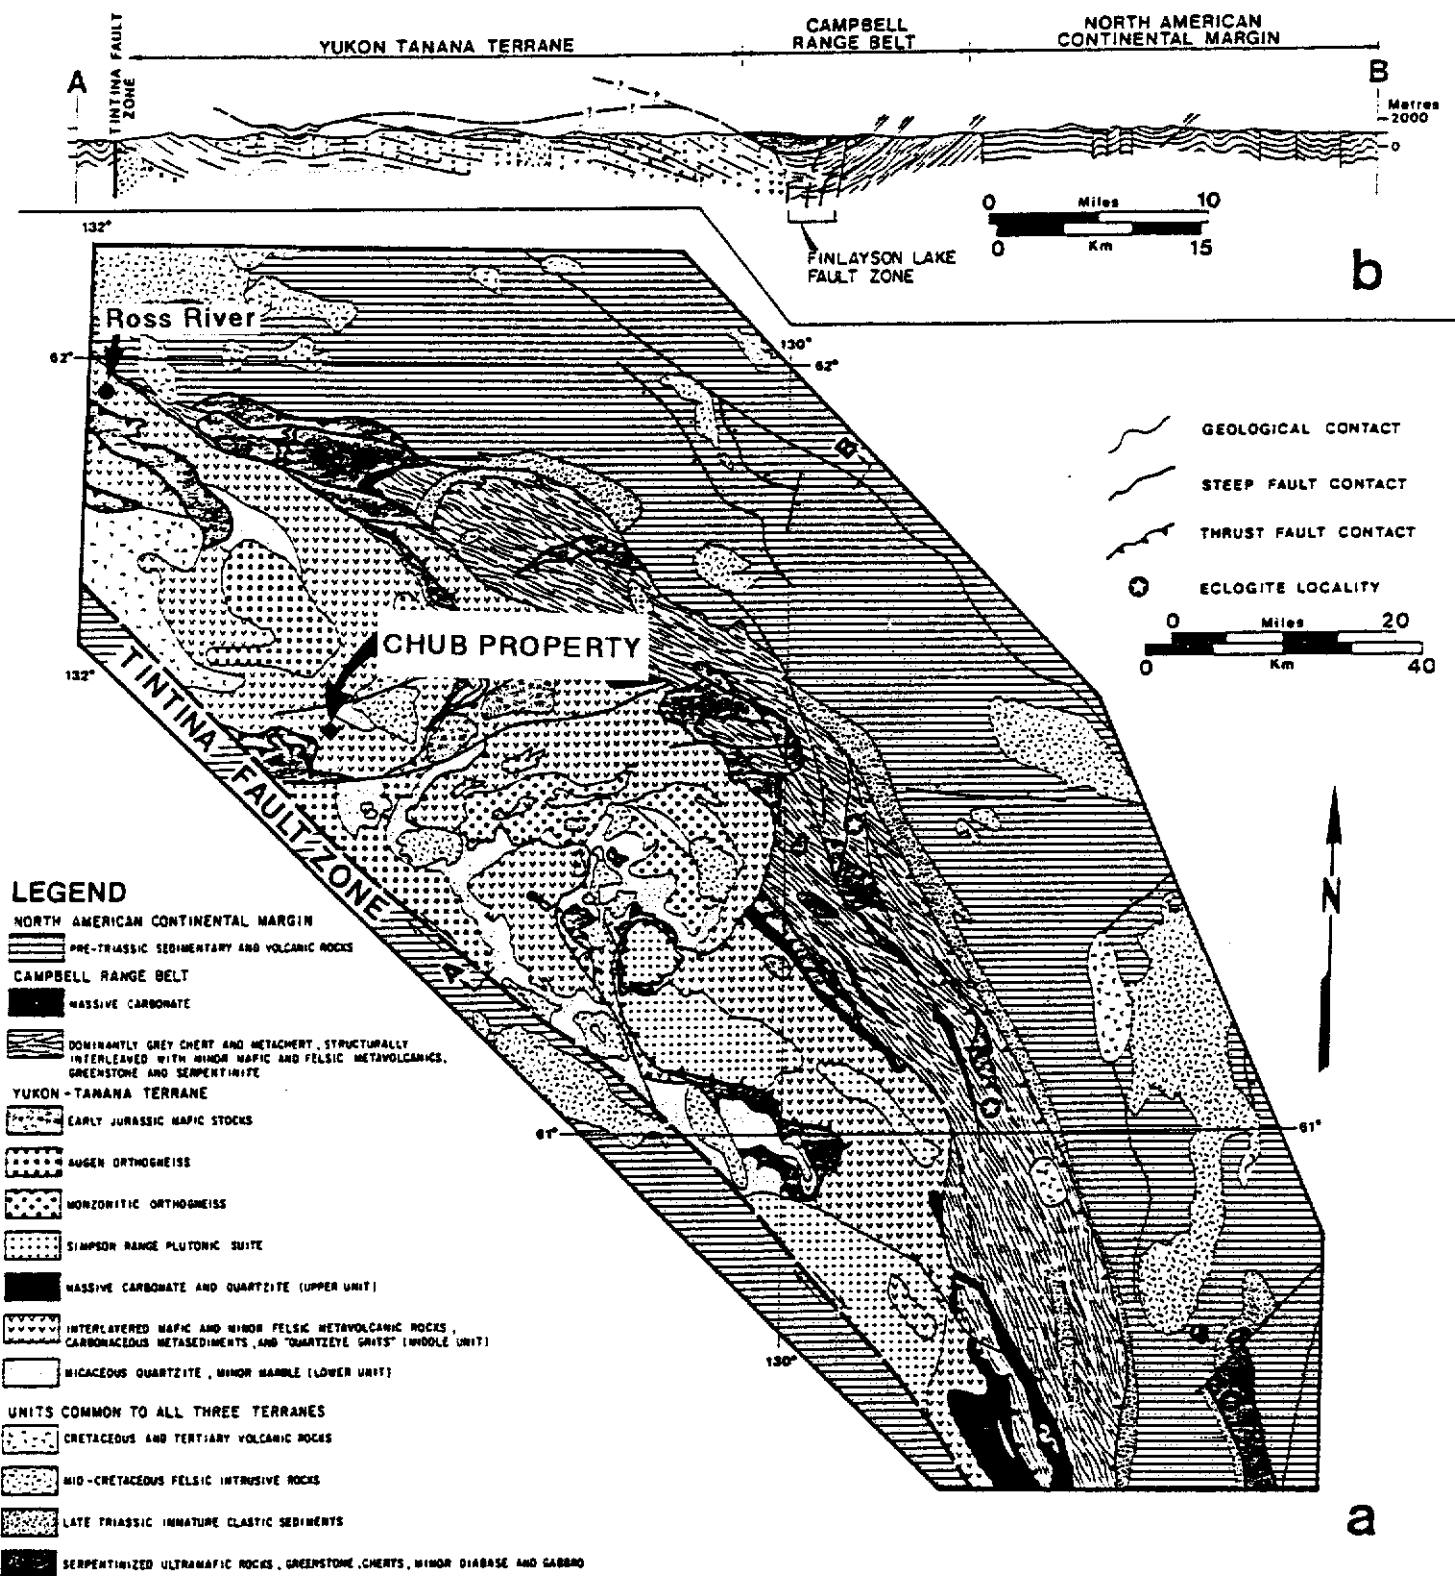 YUKON TANANA TERRANE
CAMPBELL
RANGE BELT
NORTH AMERICAN
CONTINENTAL MARGIN
A
TINTINA FAULT
ZONE
B
Metres
2000
0
0 Miles 10
0 Km 15
FINLAYSON LAKE
FAULT ZONE
b
132°
Ross River
62°
130°
62°
B
GEOLOGICAL CONTACT
STEEP FAULT CONTACT
THRUST FAULT CONTACT
ECLOGITE LOCALITY
0 Miles 20
0 Km 40
CHUB PROPERTY
132°
TINTINA FAULT ZONE
A
N
61°
61°
130°
a
LEGEND
NORTH AMERICAN CONTINENTAL MARGIN
PRE-TRIASSIC SEDIMENTARY AND VOLCANIC ROCKS
CAMPBELL RANGE BELT
MASSIVE CARBONATE
DOMINANTLY GREY CHERT AND METACHERT, STRUCTURALLY
INTERLEAVED WITH MINOR MAFIC AND FELSIC METAVOLCANICS,
GREENSTONE AND SERPENTINITE
YUKON-TANANA TERRANE
EARLY JURASSIC MAFIC STOCKS
AUGEN ORTHOGNEISS
MONZONITIC ORTHOGNEISS
SIMPSON RANGE PLUTONIC SUITE
MASSIVE CARBONATE AND QUARTZITE (UPPER UNIT)
INTERLAYERED MAFIC AND MINOR FELSIC METAVOLCANIC ROCKS,
CARBONACEOUS METASEDIMENTS, AND "QUARTZEYE GRITS" (MIDDLE UNIT)
MICACEOUS QUARTZITE, MINOR MARBLE (LOWER UNIT)
UNITS COMMON TO ALL THREE TERRANES
CRETACEOUS AND TERTIARY VOLCANIC ROCKS
MID-CRETACEOUS FELSIC INTRUSIVE ROCKS
LATE TRIASSIC IMMATURE CLASTIC SEDIMENTS
SERPENTINIZED ULTRAMAFIC ROCKS, GREENSTONE, CHERTS, MINOR DIABASE AND GABBRO